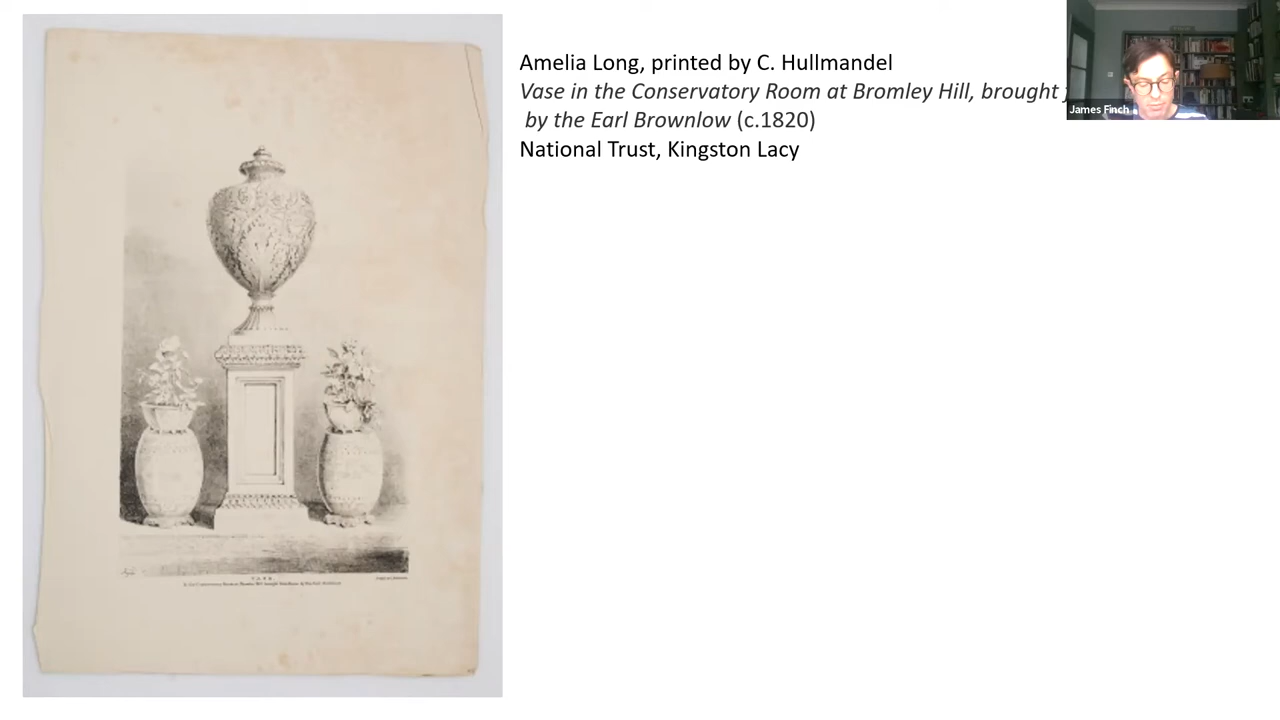 Amelia Long, printed by C. Hullmandel
Vase in the Conservatory Room at Bromley Hill, brought
by the Earl Brownlow (c.1820)
National Trust, Kingston Lacy
James Finch
VASE